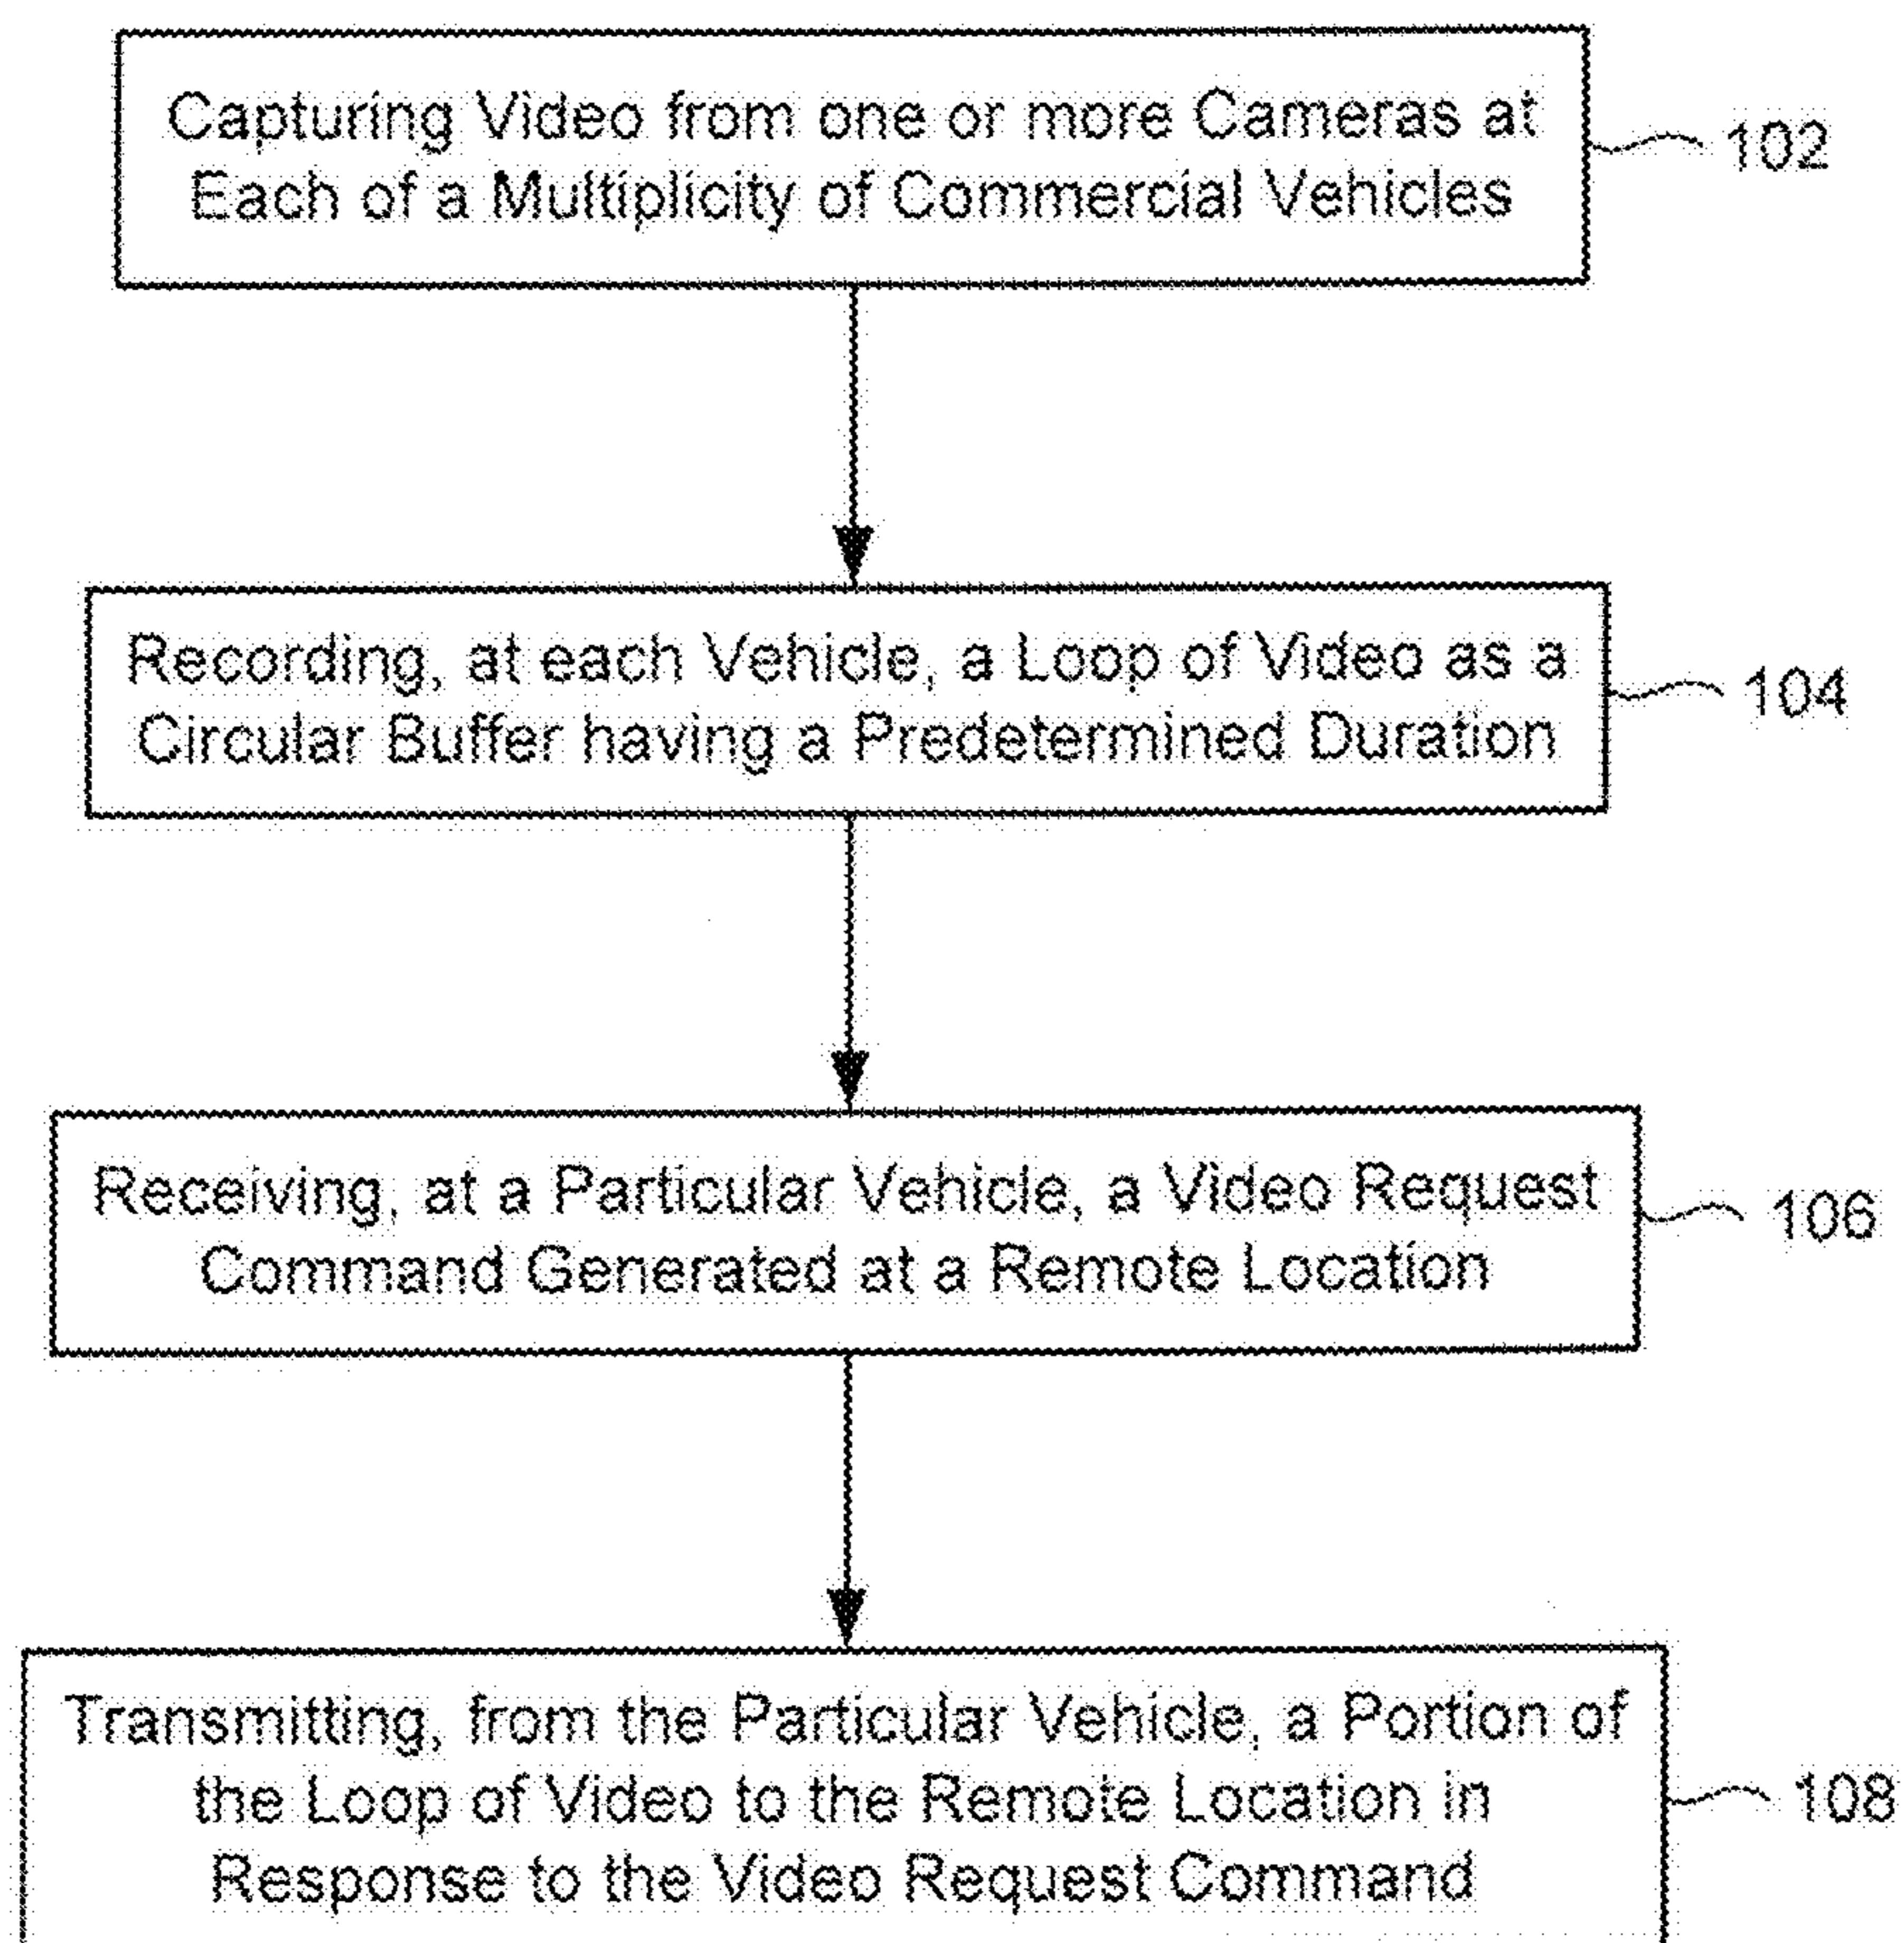 Capturing Video from one or more Cameras at
Each of a Multiplicity of Commercial Vehicles
102
Recording, at each Vehicle, a Loop of Video as a
Circular Buffer having a Predetermined Duration
104
Receiving, at a Particular Vehicle, a Video Request
Command Generated at a Remote Location
106
Transmitting, from the Particular Vehicle, a Portion of
the Loop of Video to the Remote Location in
Response to the Video Request Command
108